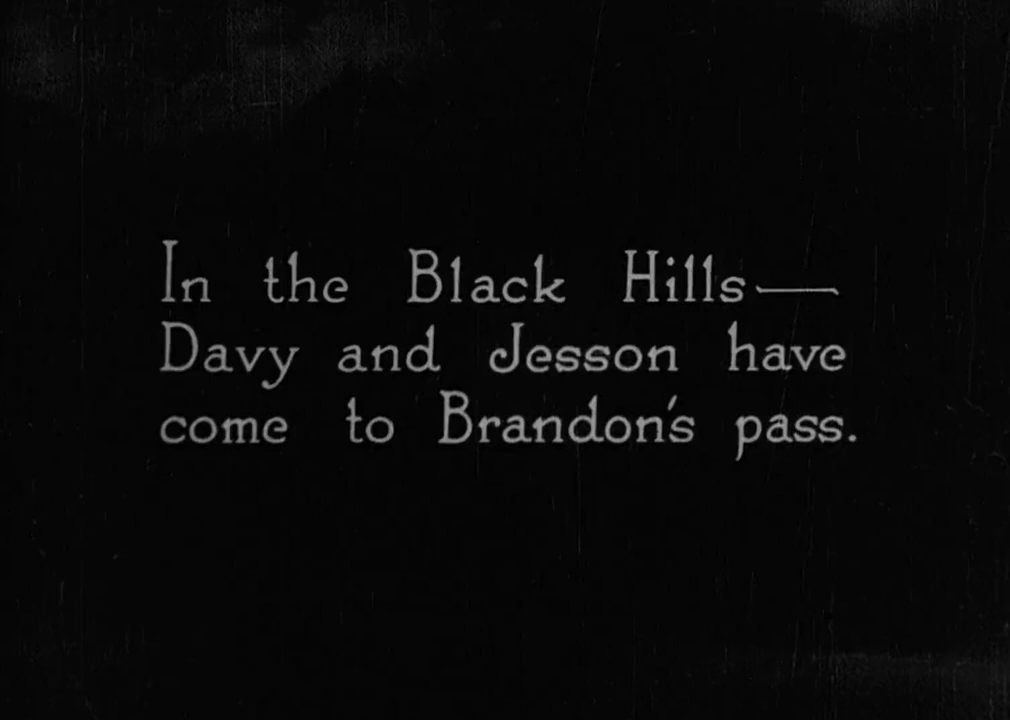 In the Black Hills—
Davy and Jesson have
come to Brandon's pass.